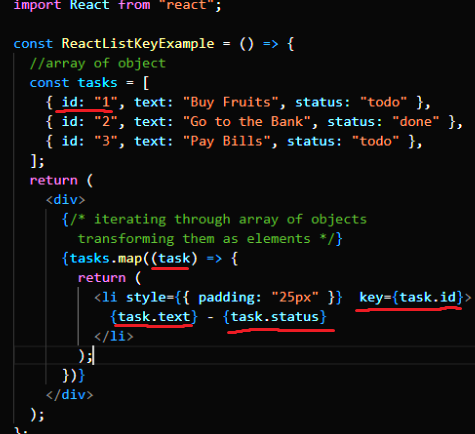 import React from "react";
const ReactListKeyExample = () => {
//array of object
const tasks = [
{ id: "1", text: "Buy Fruits", status: "todo" },
{ id: "2", text: "Go to the Bank", status: "done" },
{ id: "3", text: "Pay Bills", status: "todo" },
];
return (
<div>
{/* iterating through array of objects
transforming them as elements */}
{tasks.map((task) => {
return (
<li style={{ padding: "25px" }} key={task.id}>
{task.text} - {task.status}
</li>
);
})}
</div>
);
};